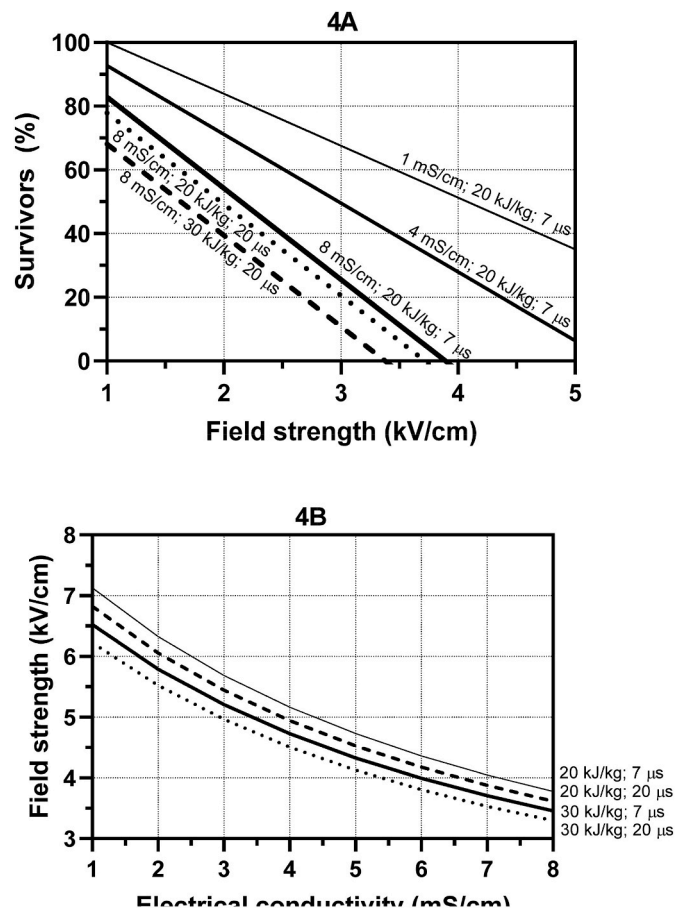 4A
100
80
60
40
20
0
Survivors (%)
1 mS/cm; 20 kJ/kg; 7 μs
4 mS/cm; 20 kJ/kg; 7 μs
8 mS/cm; 20 kJ/kg; 7 μs
8 mS/cm; 20 kJ/kg; 20 μs
8 mS/cm; 30 kJ/kg; 20 μs
1 2 3 4 5
Field strength (kV/cm)
4B
8
7
6
5
4
3
Field strength (kV/cm)
20 kJ/kg; 7 μs
20 kJ/kg; 20 μs
30 kJ/kg; 7 μs
30 kJ/kg; 20 μs
1 2 3 4 5 6 7 8
Electrical conductivity (mS/cm)